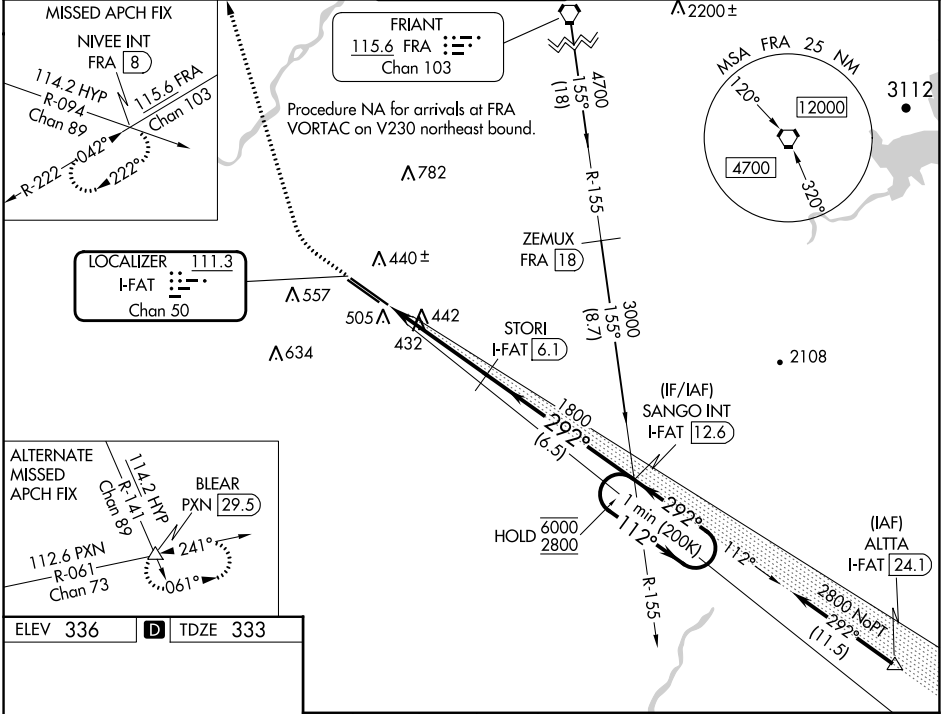 MISSED APCH FIX
NIVEE INT
FRA 8
114.2 HYP
R-094
Chan 89
115.6 FRA
Chan 103
R-222
042°
222°
FRIANT
115.6 FRA
Chan 103
Procedure NA for arrivals at FRA
VORTAC on V230 northeast bound.
2200 ±
MSA FRA 25 NM
120°
12000
4700
320°
3112
4700
155°
(18)
R-155
782
ZEMUX
FRA 18
3000
155°
(8.7)
440 ±
LOCALIZER 111.3
I-FAT
Chan 50
557
505
442
432
634
STORI
I-FAT 6.1
2108
1800
292°
(6.5)
(IF/IAF)
SANGO INT
I-FAT 12.6
HOLD 6000
2800
1 min (200K)
292°
112°
112°
R-155
(IAF)
ALTTA
I-FAT 24.1
2800 NoPT
292°
(11.5)
ALTERNATE
MISSED
APCH FIX
114.2 HYP
R-141
Chan 89
BLEAR
PXN 29.5
112.6 PXN
R-061
Chan 73
241°
061°
ELEV 336 D TDZE 333